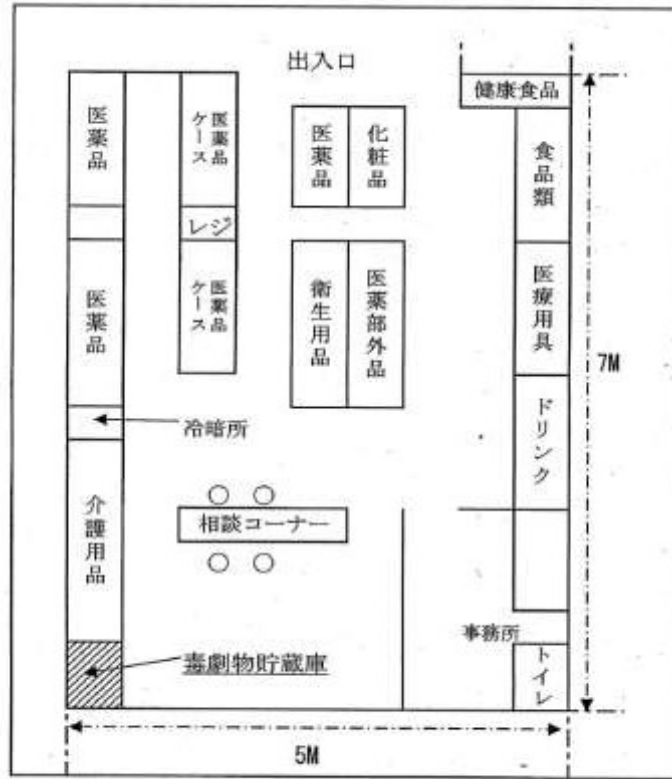 出入口
健康食品
医薬品
医薬品ケース
医薬品
化粧品
食品類
レジ
医薬品
医薬品ケース
衛生用品
医薬部外品
医療用具
7M
ドリンク
冷暗所
介護用品
相談コーナー
事務所
毒劇物貯蔵庫
トイレ
5M